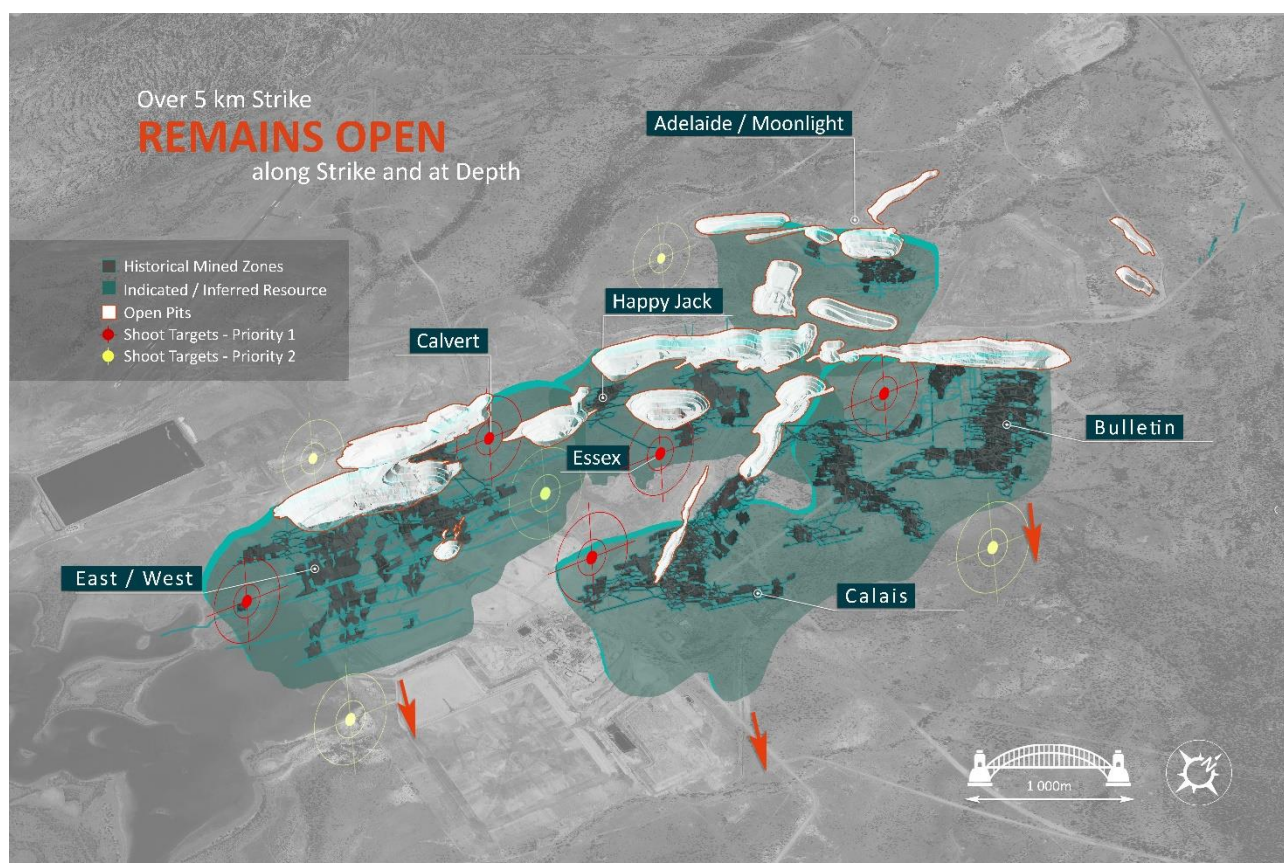 Over 5 km Strike
REMAINS OPEN
along Strike and at Depth
Adelaide / Moonlight
Historical Mined Zones
Indicated / Inferred Resource
Open Pits
Shoot Targets - Priority 1
Shoot Targets - Priority 2
Happy Jack
Calvert
Bulletin
Essex
East / West
Calais
1 000m
N